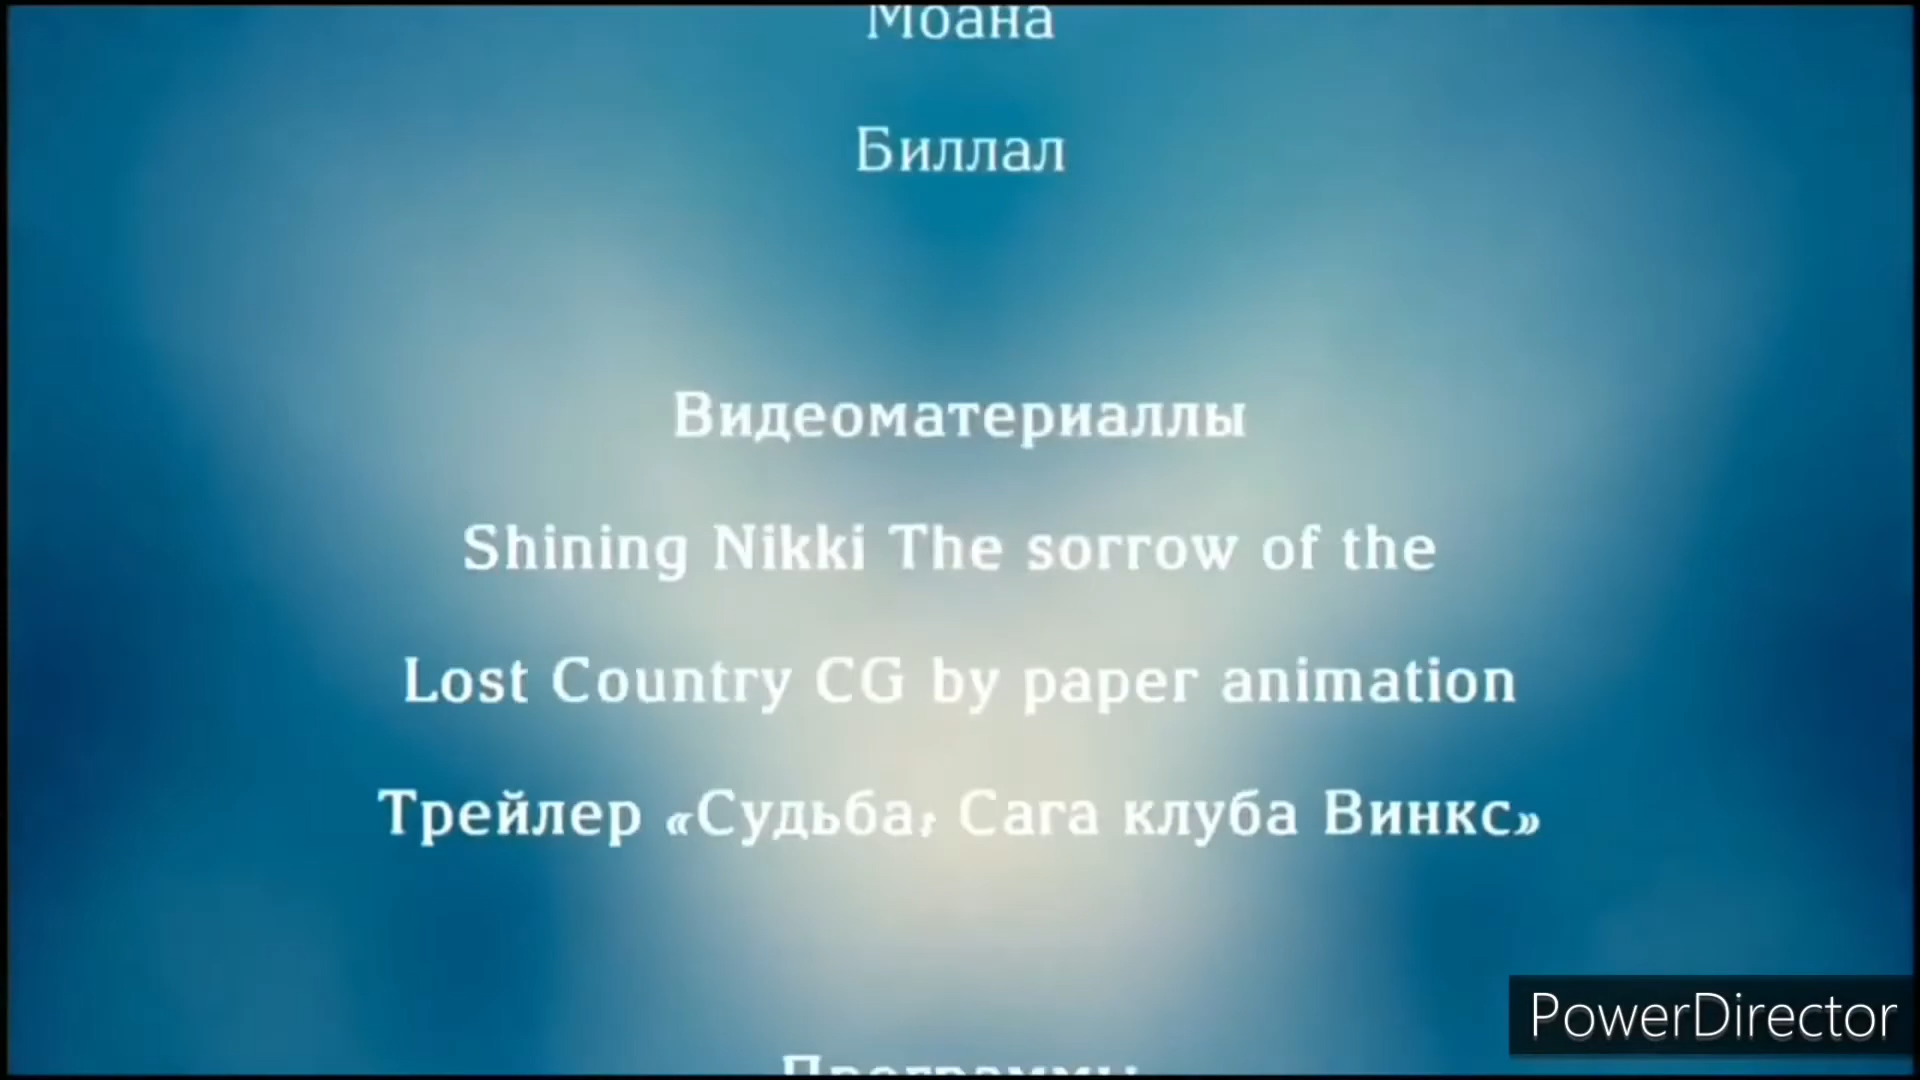 Моана
Биллал
Видеоматериаллы
Shining Nikki The sorrow of the
Lost Country CG by paper animation
Трейлер «Судьба: Сага клуба Винкс»
PowerDirector
Программы